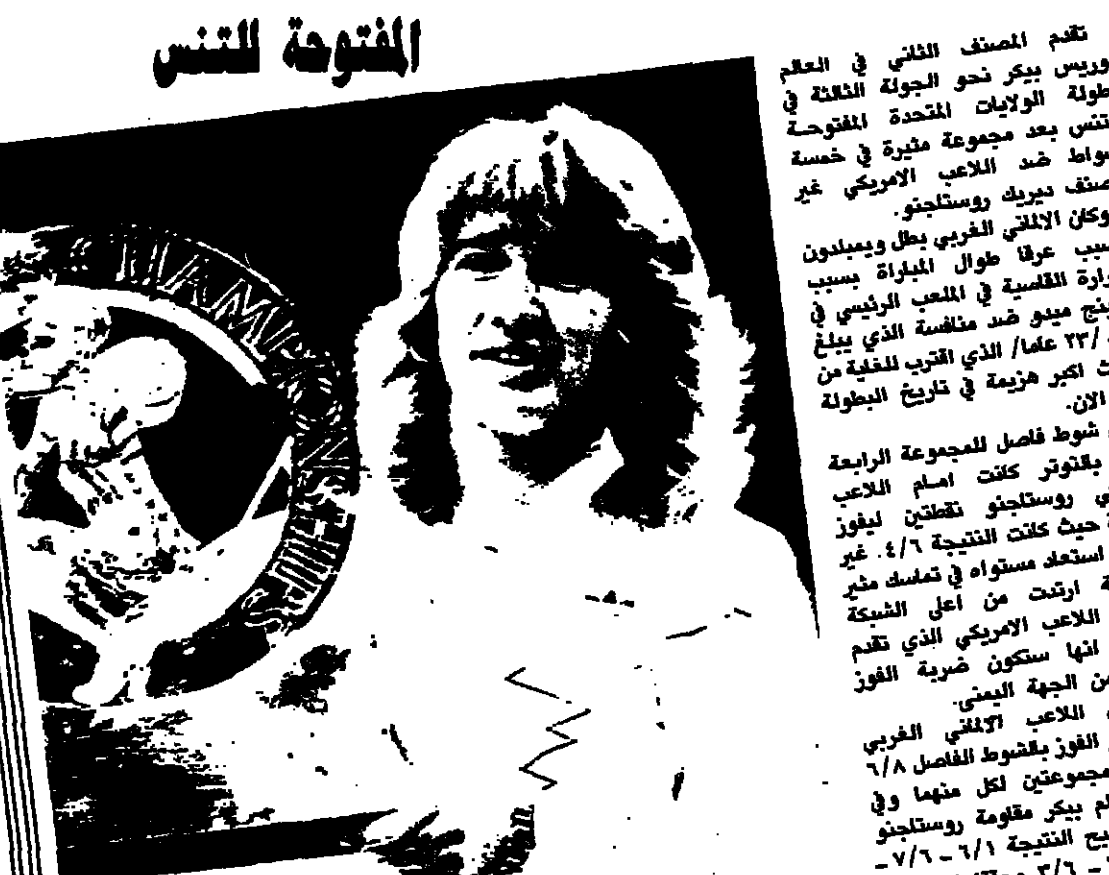 المفتوحة للتنس
تقدم المصنف الثاني في العالم
وريس بيكر نحو الجولة الثالثة في
طولة الولايات المتحدة المفتوحة
تنس بعد مجموعة مثيرة في خمسة
واط ضد اللاعب الامريكي غير
صنف ديريك روستاجنو.
وكان الالماني الغربي بطل ويمبلدون
سبب عرقا طوال المباراة بسبب
رارة القاسية في الملعب الرئيسي في
ينج ميدو ضد منافسة الذي يبلغ
/٢٣ عاما/ الذي اقترب للغاية من
ث اكبر هزيمة في تاريخ البطولة
الان.
شوط فاصل للمجموعة الرابعة
بالتوتر كانت امام اللاعب
ي روستاجنو نقطتين ليفوز
حيث كانت النتيجة ٤/٦. غير
استعاد مستواه في تماسك مثير
ة ارتدت من اعلى الشبكة
اللاعب الامريكي الذي تقدم
انها ستكون ضربة الفوز
من الجهة اليمنى.
اللاعب الالماني الغربي
الفوز بالشوط الفاصل ٦/٨
مجموعتين لكل منهما وفي
لم بيكر مقاومة روستاجنو
يح النتيجة ٦/١ - ٧/٦ -
- ٣/٦